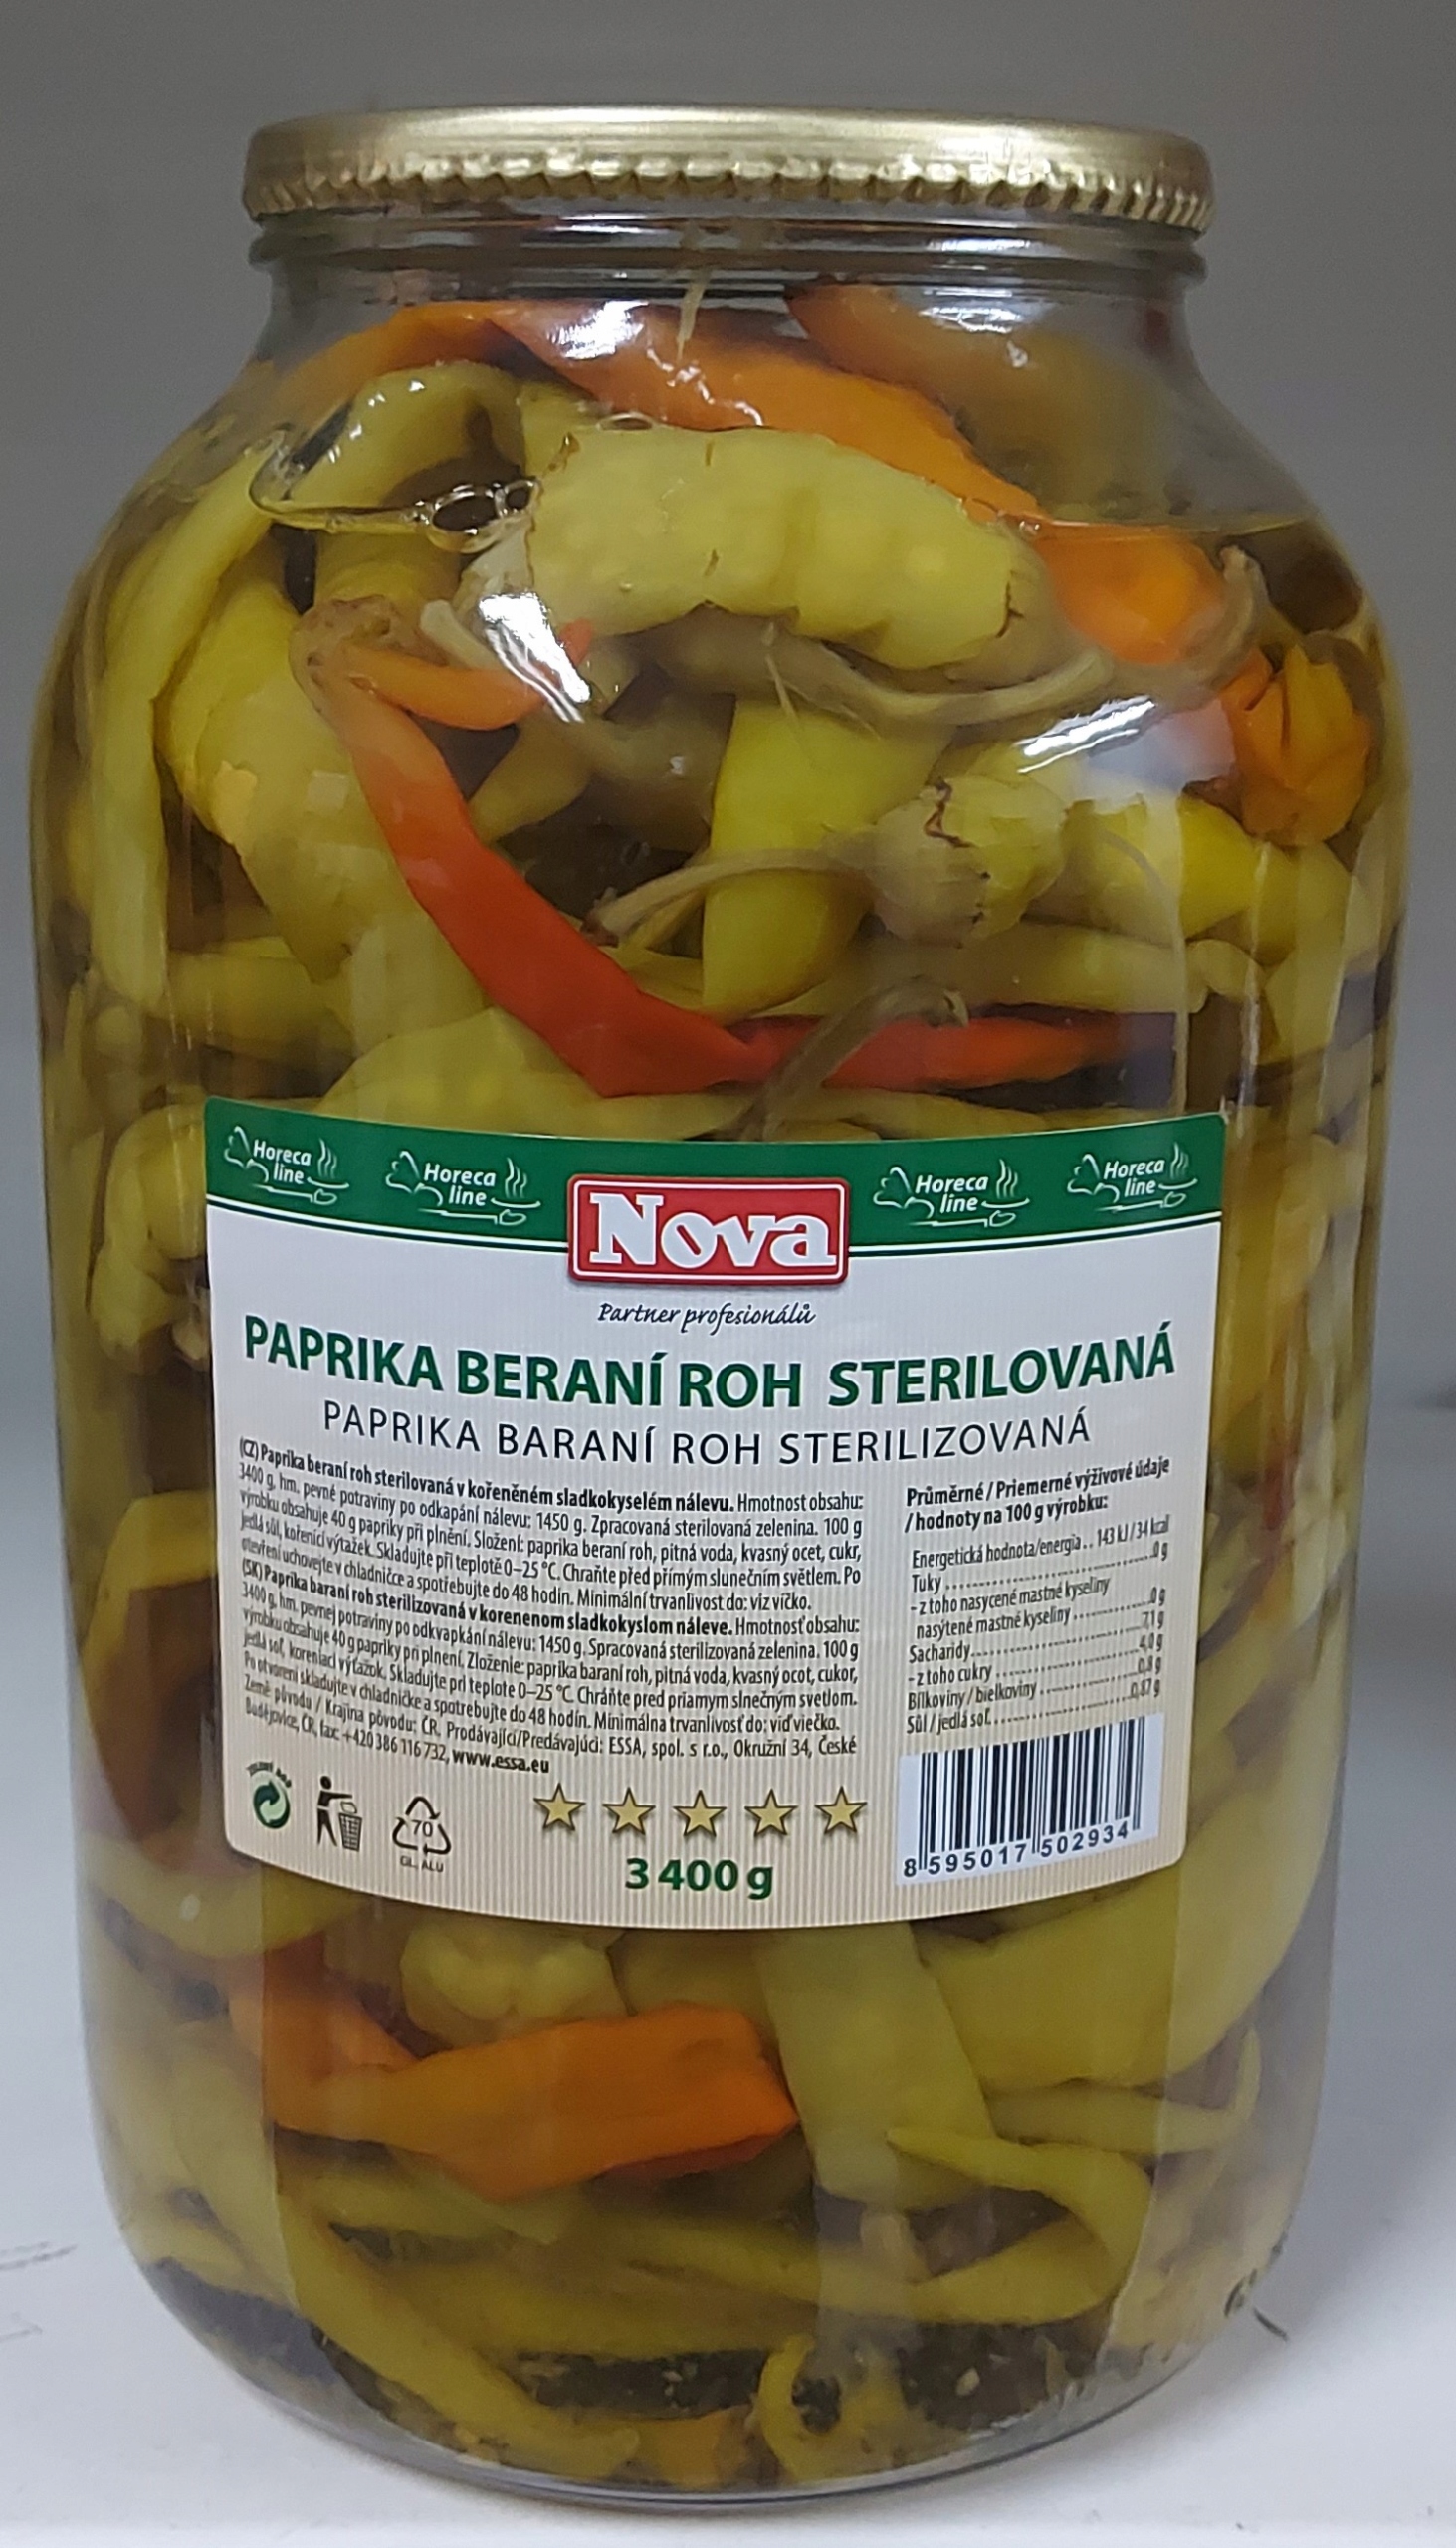 Horeca line
Horeca line
Nova
Horeca line
Horeca line
Partner profesionálů
PAPRIKA BERANÍ ROH STERILOVANÁ
PAPRIKA BARANÍ ROH STERILIZOVANÁ
(CZ) Paprika beraní roh sterilovaná v kořeněném sladkokyselém nálevu. Hmotnost obsahu:
3400 g, hm. pevné potraviny po odkapání nálevu: 1450 g. Zpracovaná sterilovaná zelenina. 100 g
výrobku obsahuje 40 g papriky při plnění. Složení: paprika beraní roh, pitná voda, kvasný ocet, cukr,
jedlá sůl, kořenicí výtažek. Skladujte při teplotě 0–25 °C. Chraňte před přímým slunečním světlem. Po
otevření uchovejte v chladničce a spotřebujte do 48 hodin. Minimální trvanlivost do: viz víčko.
(SK) Paprika baraní roh sterilizovaná v korenenom sladkokyslom náleve. Hmotnosť obsahu:
3400 g, hm. pevnej potraviny po odkvapkání nálevu: 1450 g. Spracovaná sterilizovaná zelenina. 100 g
výrobku obsahuje 40 g papriky pri plnení. Zloženie: paprika baraní roh, pitná voda, kvasný ocot, cukor,
jedlá soľ, koreniaci výťažok. Skladujte pri teplote 0–25 °C. Chráňte pred priamym slnečným svetlom.
Po otvorení skladujte v chladničke a spotrebujte do 48 hodín. Minimálna trvanlivosť do: viď viečko.
Země původu / Krajina pôvodu: ČR. Prodávající/Predávajúci: ESSA, spol. s r.o., Okružní 34, České
Budějovice, ČR, fax: +420 386 116 732, www.essa.eu
Průměrné / Priemerné výživové údaje
/ hodnoty na 100 g výrobku:
Energetická hodnota/energia .. 143 kJ / 34 kcal
Tuky ........ 0 g
- z toho nasycené mastné kyseliny
nasýtené mastné kyseliny ........ 0 g
Sacharidy ........ 7,1 g
- z toho cukry ........ 4,0 g
Bílkoviny / bielkoviny ........ 0,8 g
Sůl / jedlá soľ ........ 0,87 g
70
GL, ALU
3 400 g
8 595017 502934